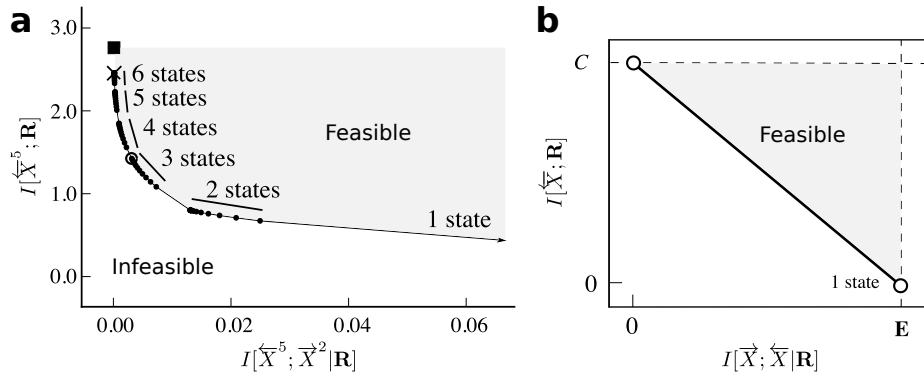 a
3.0
2.0
1.0
0.0
I[X⃖⁵;R]
6 states
5 states
4 states
3 states
2 states
1 state
Feasible
Infeasible
0.00 0.02 0.04 0.06
I[X⃖⁵;X⃗²|R]
b
C
0
I[X⃖;R]
Feasible
1 state
0 E
I[X⃗;X⃖|R]